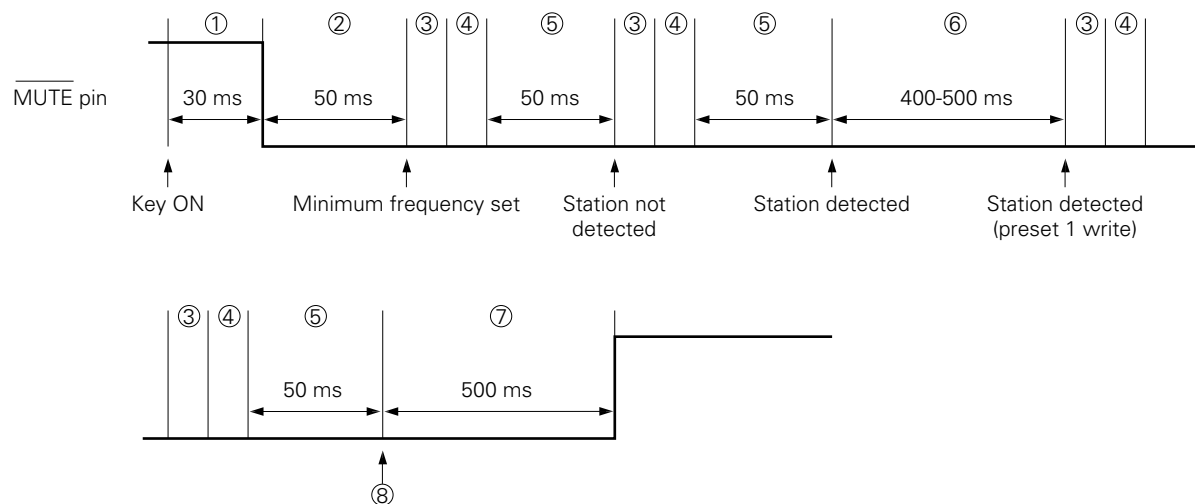 ① ② ③ ④ ⑤ ③ ④ ⑤ ⑥ ③ ④
MUTE pin
30 ms 50 ms 50 ms 50 ms 400-500 ms
Key ON Minimum frequency set Station not Station detected Station detected
detected (preset 1 write)
③ ④ ⑤ ⑦
50 ms 500 ms
⑧